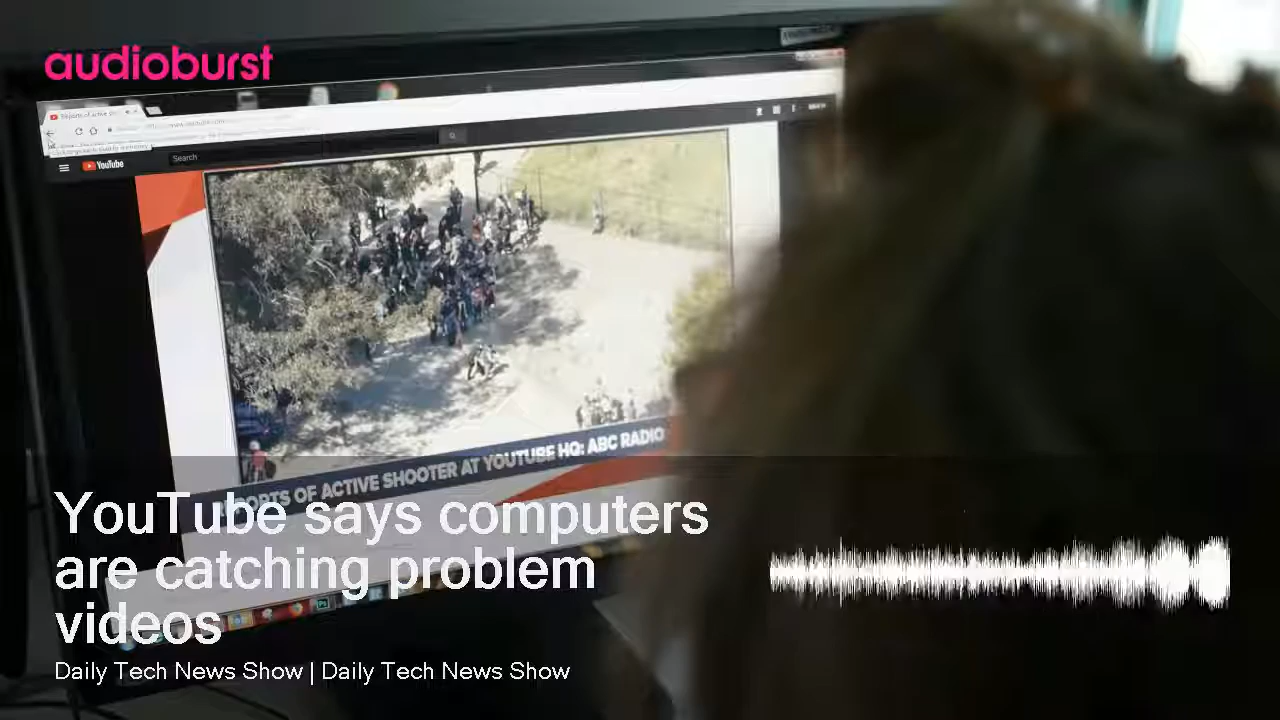 audioburst
YouTube
Search
REPORTS OF ACTIVE SHOOTER AT YOUTUBE HQ: ABC RADIO
YouTube says computers
are catching problem
videos
Daily Tech News Show | Daily Tech News Show